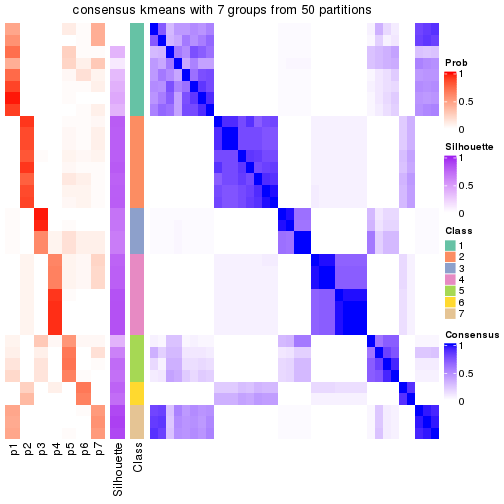 consensus kmeans with 7 groups from 50 partitions
Prob
1
0.5
0
Silhouette
1
0.5
0
Class
1
2
3
4
5
6
7
Consensus
1
0.5
0
p1
p2
p3
p4
p5
p6
p7
Silhouette
Class